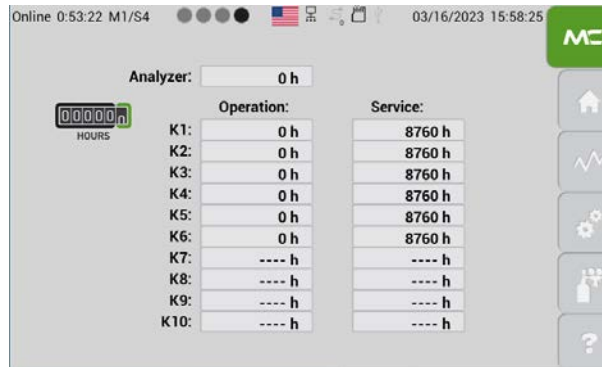 Online 0:53:22 M1/S4 03/16/2023 15:58:25
MC
Analyzer: 0 h
Operation: Service:
00000n
HOURS
K1: 0 h 8760 h
K2: 0 h 8760 h
K3: 0 h 8760 h
K4: 0 h 8760 h
K5: 0 h 8760 h
K6: 0 h 8760 h
K7: ---- h ---- h
K8: ---- h ---- h
K9: ---- h ---- h
K10: ---- h ---- h
?